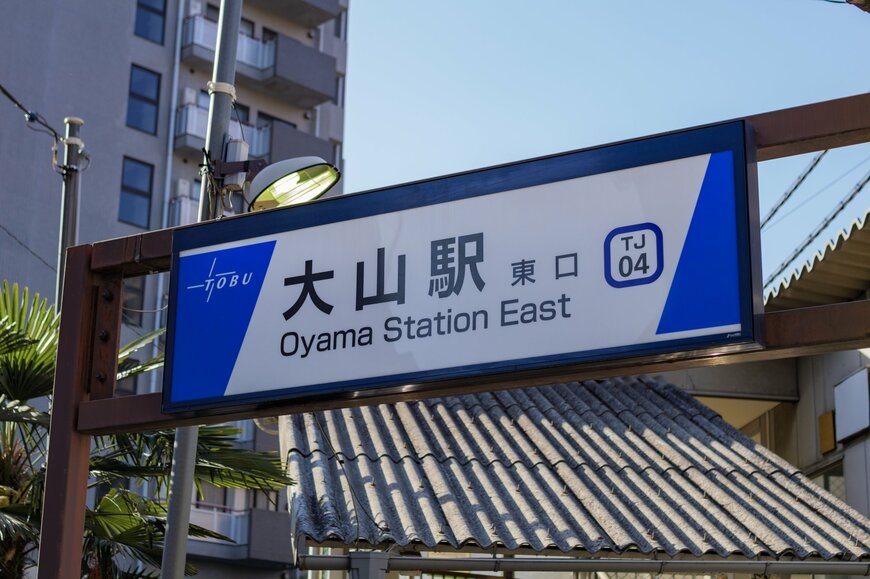 TOBU
大山駅 東口
Oyama Station East
TJ
04